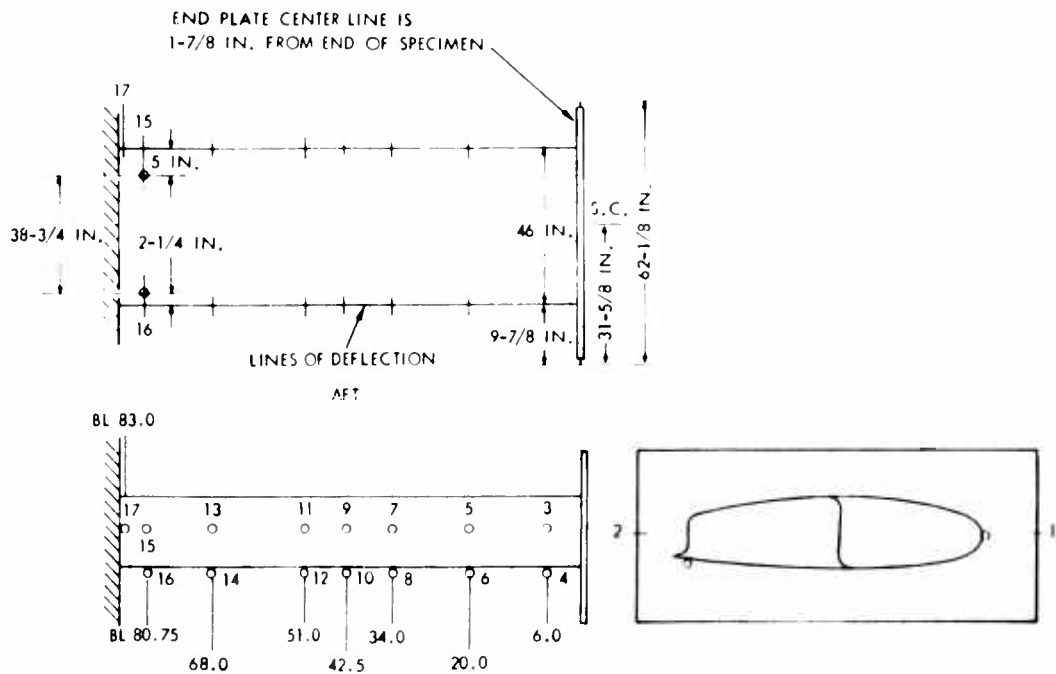 END PLATE CENTER LINE IS
1-7/8 IN. FROM END OF SPECIMEN
17
15
5 IN.
38-3/4 IN.
2-1/4 IN.
46 IN.
S.C.
31-5/8 IN.
62-1/8 IN.
16
9-7/8 IN.
LINES OF DEFLECTION
AFT
BL 83.0
17 13 11 9 7 5 3
15
16 14 12 10 8 6 4
BL 80.75 51.0 34.0 6.0
68.0 42.5 20.0
2 1